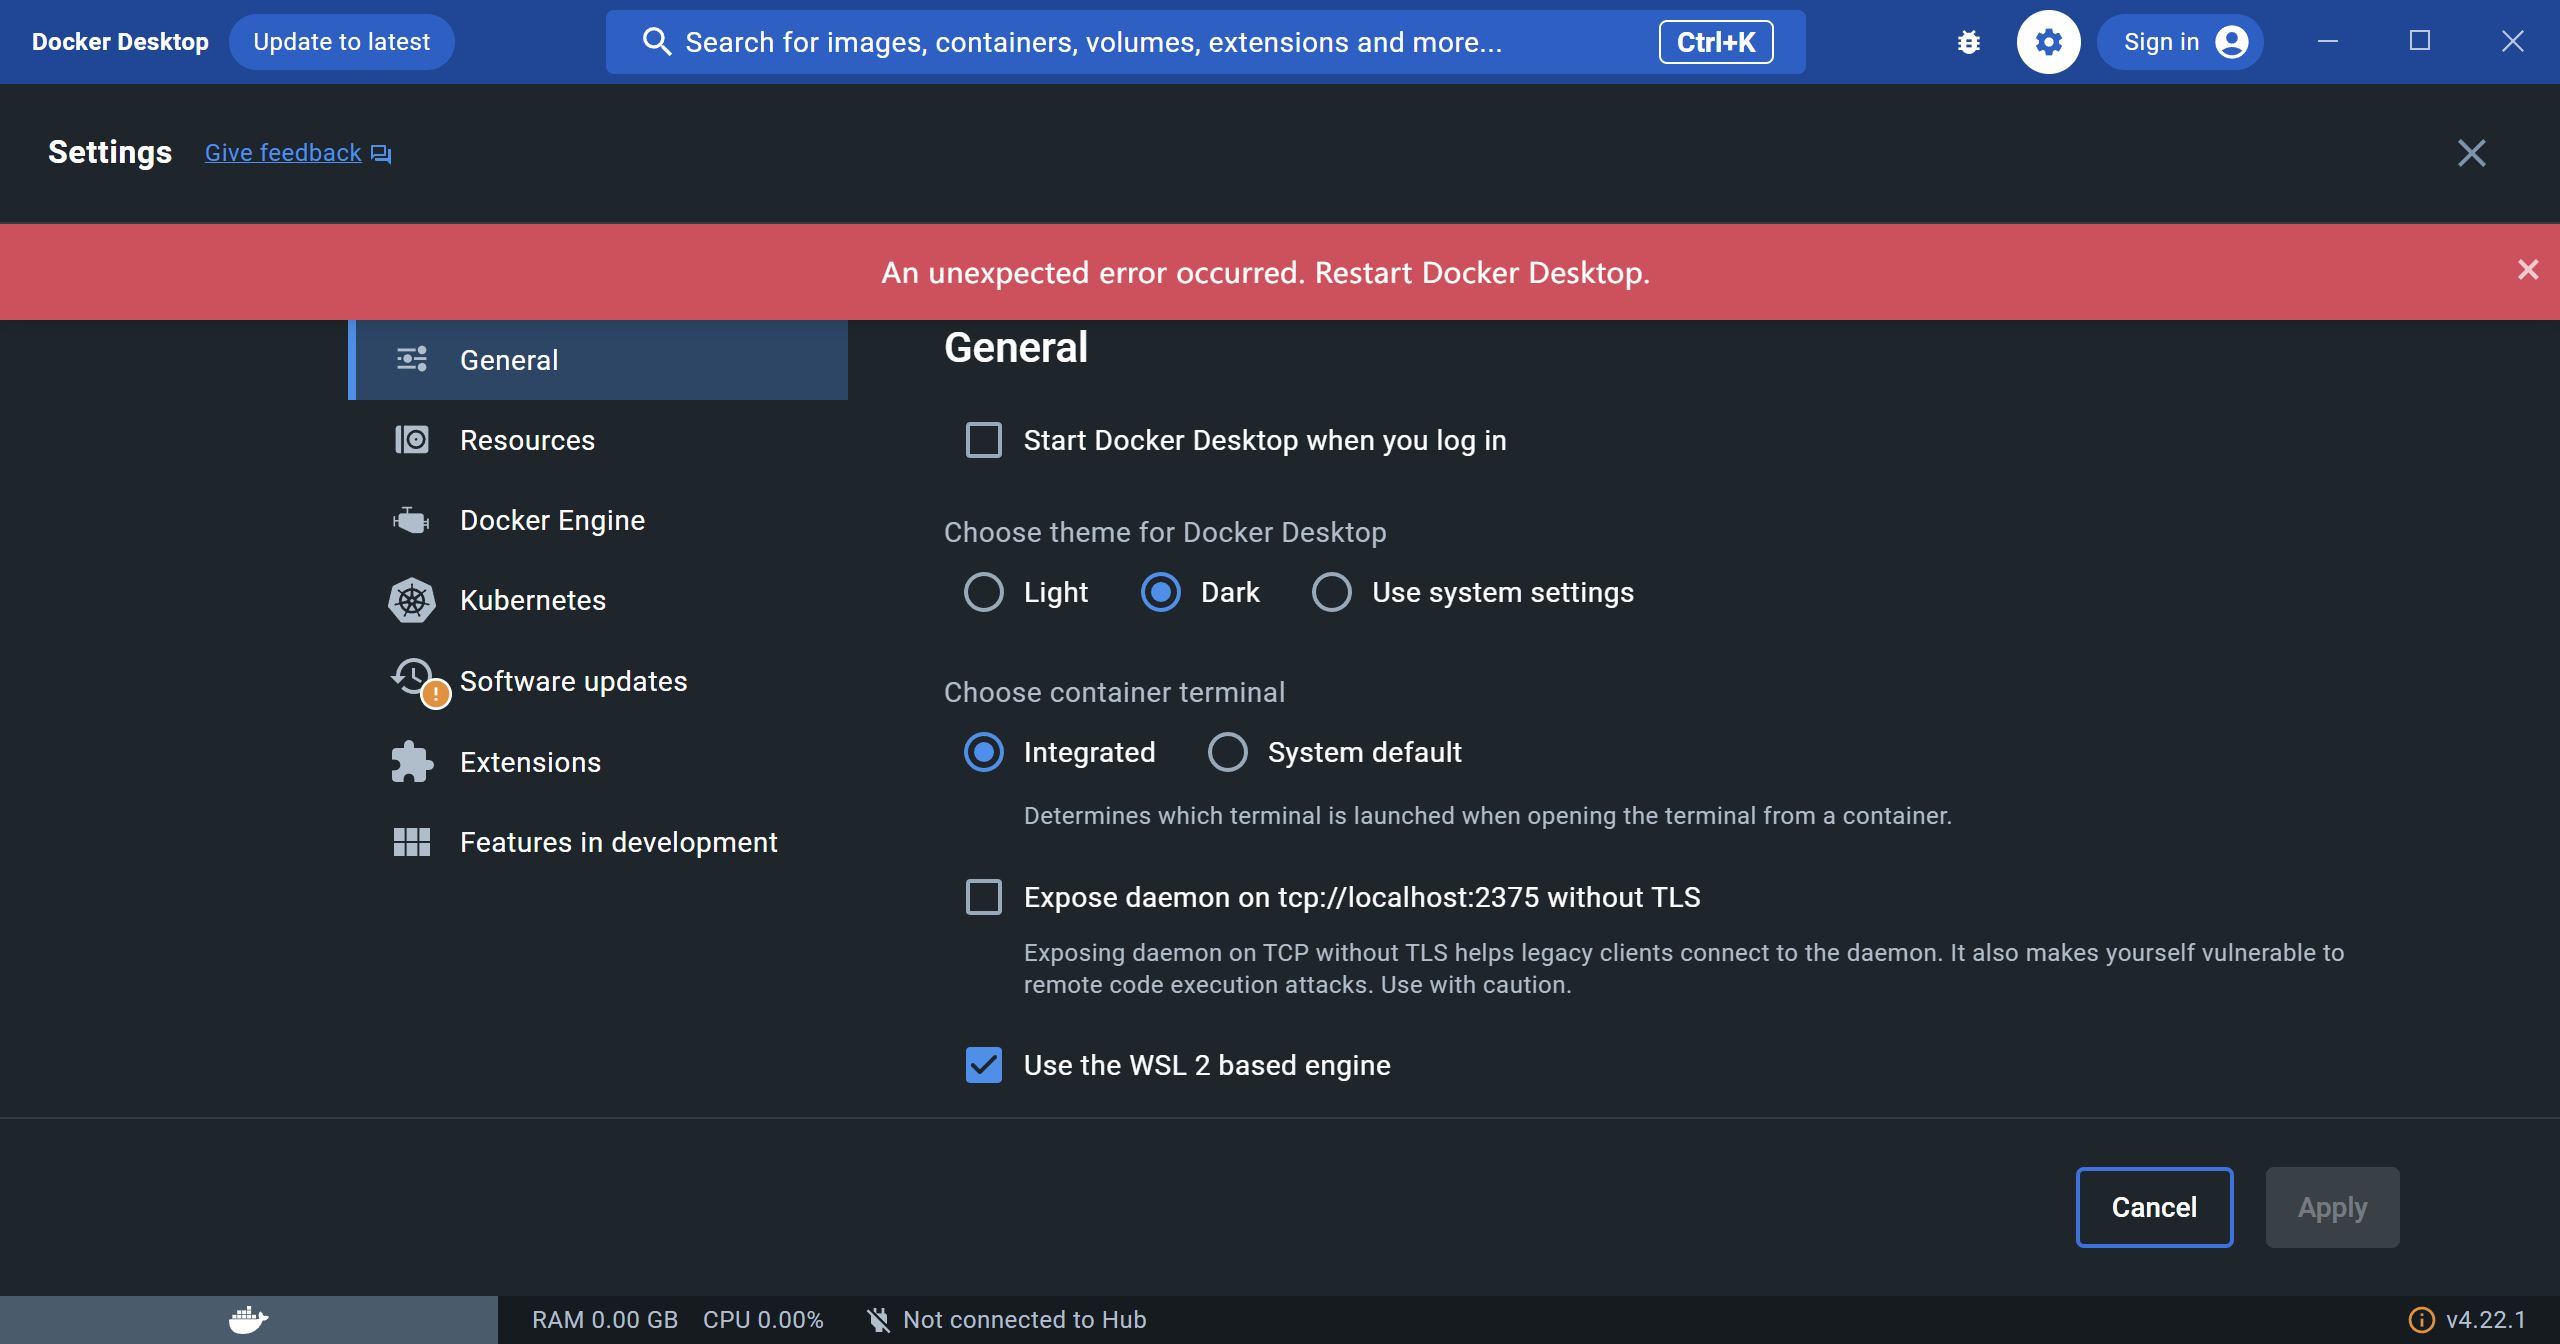 Docker Desktop
Update to latest
Search for images, containers, volumes, extensions and more...
Ctrl+K
Sign in
Settings
Give feedback
An unexpected error occurred. Restart Docker Desktop.
General
Resources
Docker Engine
Kubernetes
Software updates
Extensions
Features in development
General
Start Docker Desktop when you log in
Choose theme for Docker Desktop
Light Dark Use system settings
Choose container terminal
Integrated System default
Determines which terminal is launched when opening the terminal from a container.
Expose daemon on tcp://localhost:2375 without TLS
Exposing daemon on TCP without TLS helps legacy clients connect to the daemon. It also makes yourself vulnerable to
remote code execution attacks. Use with caution.
Use the WSL 2 based engine
Cancel Apply
RAM 0.00 GB CPU 0.00% Not connected to Hub v4.22.1